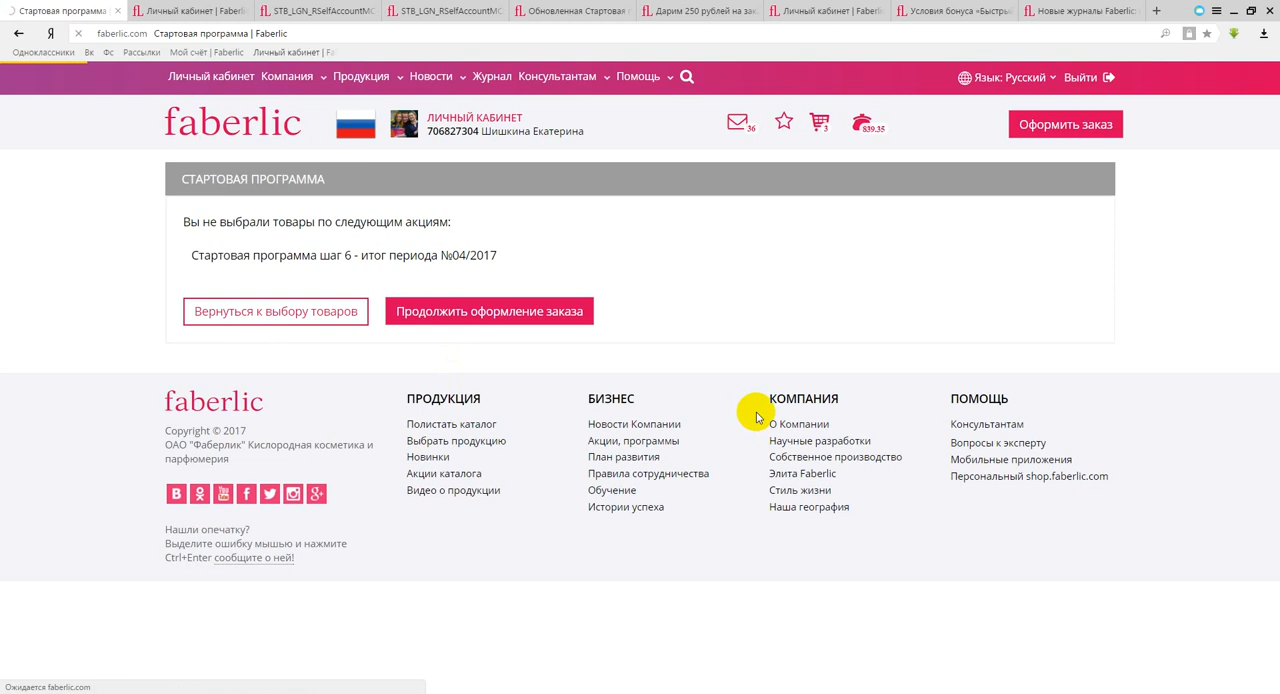 Стартовая программа
Личный кабинет | Faberli
STB_LGN_RSelfAccountMC
STB_LGN_RSelfAccountMC
Обновленная Стартовая п
Дарим 250 рублей на зак
Личный кабинет | Faberli
Условия бонуса «Быстрый
Новые журналы Faberlic
Я
faberlic.com Стартовая программа | Faberlic
Одноклассники Вк Фс Рассылки Мой счёт | Faberlic Личный кабинет | Fa
Личный кабинет Компания Продукция Новости Журнал Консультантам Помощь
Язык: Русский Выйти
faberlic
ЛИЧНЫЙ КАБИНЕТ
706827304 Шишкина Екатерина
36
3
839.35
Оформить заказ
СТАРТОВАЯ ПРОГРАММА
Вы не выбрали товары по следующим акциям:
Стартовая программа шаг 6 - итог периода №04/2017
Вернуться к выбору товаров
Продолжить оформление заказа
faberlic
Copyright © 2017
ОАО "Фаберлик" Кислородная косметика и
парфюмерия
Нашли опечатку?
Выделите ошибку мышью и нажмите
Ctrl+Enter сообщите о ней!
ПРОДУКЦИЯ
Полистать каталог
Выбрать продукцию
Новинки
Акции каталога
Видео о продукции
БИЗНЕС
Новости Компании
Акции, программы
План развития
Правила сотрудничества
Обучение
Истории успеха
КОМПАНИЯ
О Компании
Научные разработки
Собственное производство
Элита Faberlic
Стиль жизни
Наша география
ПОМОЩЬ
Консультантам
Вопросы к эксперту
Мобильные приложения
Персональный shop.faberlic.com
Ожидается faberlic.com